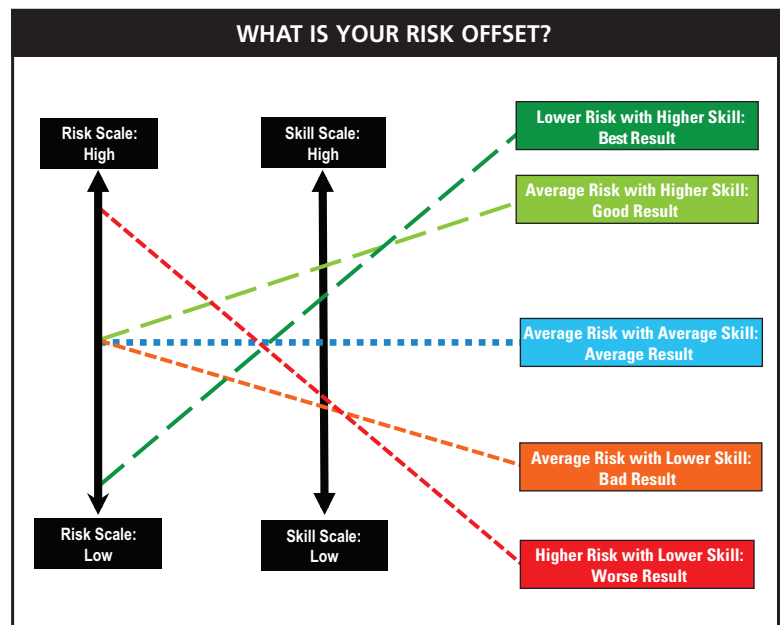 WHAT IS YOUR RISK OFFSET?
Risk Scale:
High
Skill Scale:
High
Lower Risk with Higher Skill:
Best Result
Average Risk with Higher Skill:
Good Result
Average Risk with Average Skill:
Average Result
Average Risk with Lower Skill:
Bad Result
Risk Scale:
Low
Skill Scale:
Low
Higher Risk with Lower Skill:
Worse Result